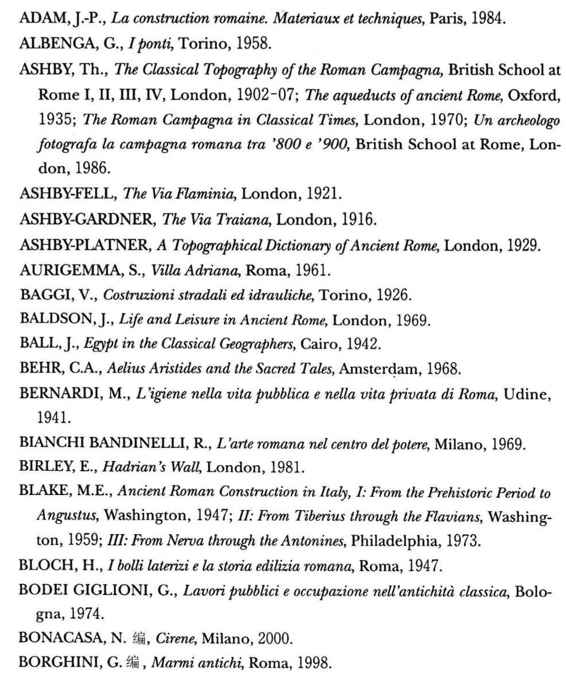 ADAM, J.-P., La construction romaine. Materiaux et techniques, Paris, 1984.
ALBENGA, G., I ponti, Torino, 1958.
ASHBY, Th., The Classical Topography of the Roman Campagna, British School at
Rome I, II, III, IV, London, 1902-07; The aqueducts of ancient Rome, Oxford,
1935; The Roman Campagna in Classical Times, London, 1970; Un archeologo
fotografa la campagna romana tra '800 e '900, British School at Rome, Lon-
don, 1986.
ASHBY-FELL, The Via Flaminia, London, 1921.
ASHBY-GARDNER, The Via Traiana, London, 1916.
ASHBY-PLATNER, A Topographical Dictionary of Ancient Rome, London, 1929.
AURIGEMMA, S., Villa Adriana, Roma, 1961.
BAGGI, V., Costruzioni stradali ed idrauliche, Torino, 1926.
BALDSON, J., Life and Leisure in Ancient Rome, London, 1969.
BALL, J., Egypt in the Classical Geographers, Cairo, 1942.
BEHR, C.A., Aelius Aristides and the Sacred Tales, Amsterdam, 1968.
BERNARDI, M., L'igiene nella vita pubblica e nella vita privata di Roma, Udine,
1941.
BIANCHI BANDINELLI, R., L'arte romana nel centro del potere, Milano, 1969.
BIRLEY, E., Hadrian's Wall, London, 1981.
BLAKE, M.E., Ancient Roman Construction in Italy, I: From the Prehistoric Period to
Angustus, Washington, 1947; II: From Tiberius through the Flavians, Washing-
ton, 1959; III: From Nerva through the Antonines, Philadelphia, 1973.
BLOCH, H., I bolli laterizi e la storia edilizia romana, Roma, 1947.
BODEI GIGLIONI, G., Lavori pubblici e occupazione nell'antichità classica, Bolo-
gna, 1974.
BONACASA, N. 编, Cirene, Milano, 2000.
BORGHINI, G. 编, Marmi antichi, Roma, 1998.